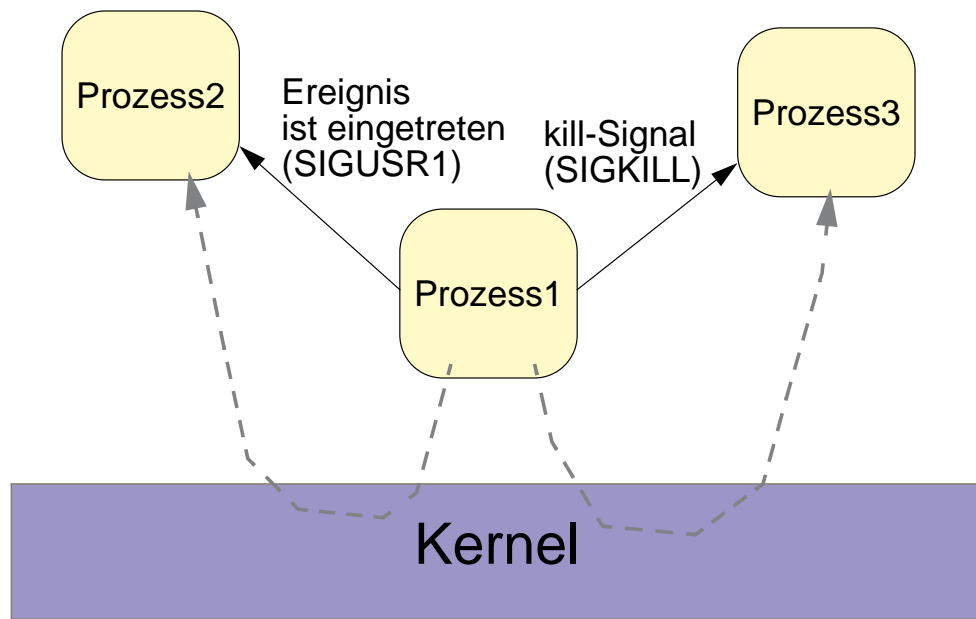 Prozess2
Ereignis
ist eingetreten
(SIGUSR1)
kill-Signal
(SIGKILL)
Prozess3
Prozess1
Kernel